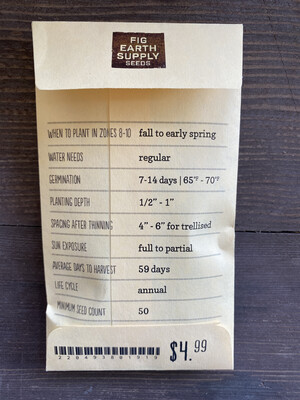 FIG
EARTH
SUPPLY
SEEDS
WHEN TO PLANT IN ZONES 8-10 fall to early spring
WATER NEEDS regular
GERMINATION 7-14 days | 65°F - 70°F
PLANTING DEPTH 1/2" - 1"
SPACING AFTER THINNING 4" - 6" for trellised
SUN EXPOSURE full to partial
AVERAGE DAYS TO HARVEST 59 days
LIFE CYCLE annual
MINIMUM SEED COUNT 50
$4.99